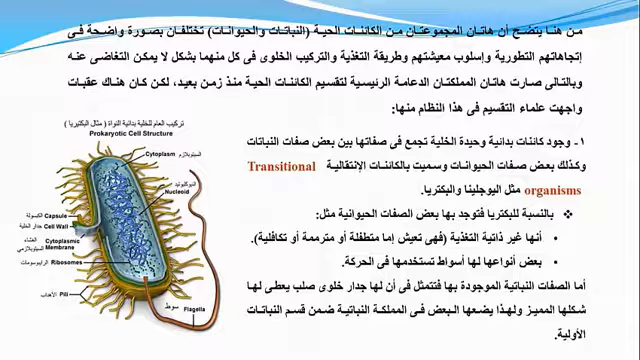 من هنا يتضح أن هاتان المجموعتان من الكائنات الحية (النباتات والحيوانات) تختلفان بصورة واضحة فى
إتجاهاتهم التطورية وإسلوب معيشتهم وطريقة التغذية والتركيب الخلوى فى كل منهما بشكل لا يمكن التغاضى عنه
وبالتالى صارت هاتان المملكتان الدعامة الرئيسية لتقسيم الكائنات الحية منذ زمن بعيد، لكن كان هناك عقبات
واجهت علماء التقسيم فى هذا النظام منها:
١- وجود كائنات بدائية وحيدة الخلية تجمع فى صفاتها بين بعض صفات النباتات
وكذلك بعض صفات الحيوانات وسميت بالكائنات الإنتقالية Transitional
organisms مثل اليوجلينا والبكتريا.
❖ بالنسبة للبكتريا فتوجد بها بعض الصفات الحيوانية مثل:
• أنها غير ذاتية التغذية (فهى تعيش إما متطفلة أو مترممة أو تكافلية).
• بعض أنواعها لها أسواط تستخدمها فى الحركة.
أما الصفات النباتية الموجودة بها فتتمثل فى أن لها جدار خلوى صلب يعطى لها
شكلها المميز ولهذا يضعها البعض فى المملكة النباتية ضمن قسم النباتات
الأولية.
تركيب العام للخلية بدائية النواة (مثال البكتيريا)
Prokaryotic Cell Structure
Cytoplasm السيتوبلازم
النيوكليوتيد
Nucleoid
Capsule الكبسولة
Cell Wall جدار الخلية
Cytoplasmic الغشاء
Membrane السيتوبلازمي
Ribosomes الرايبوسومات
Pili الأهداب
سوط
Flagella